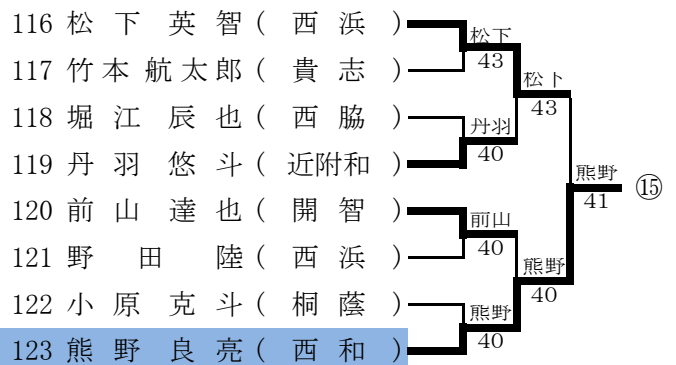 116 松下英智(西浜)
117 竹本航太郎(貴志)
118 堀江辰也(西脇)
119 丹羽悠斗(近附和)
120 前山達也(開智)
121 野田陸(西浜)
122 小原克斗(桐蔭)
123 熊野良亮(西和)
松下
43
丹羽
40
前山
40
熊野
40
松下
43
熊野
40
熊野
41
⑮